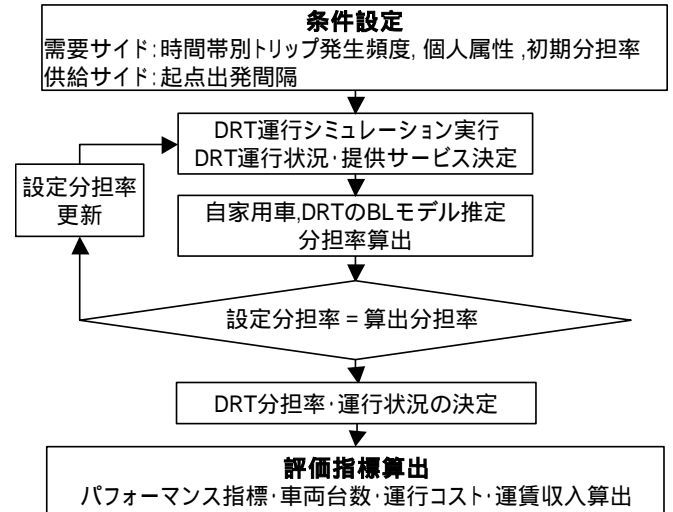 条件設定
需要サイド:時間帯別トリップ発生頻度, 個人属性 ,初期分担率
供給サイド:起点出発間隔
DRT運行シミュレーション実行
DRT運行状況・提供サービス決定
設定分担率
更新
自家用車,DRTのBLモデル推定
分担率算出
設定分担率 = 算出分担率
DRT分担率・運行状況の決定
評価指標算出
パフォーマンス指標・車両台数・運行コスト・運賃収入算出